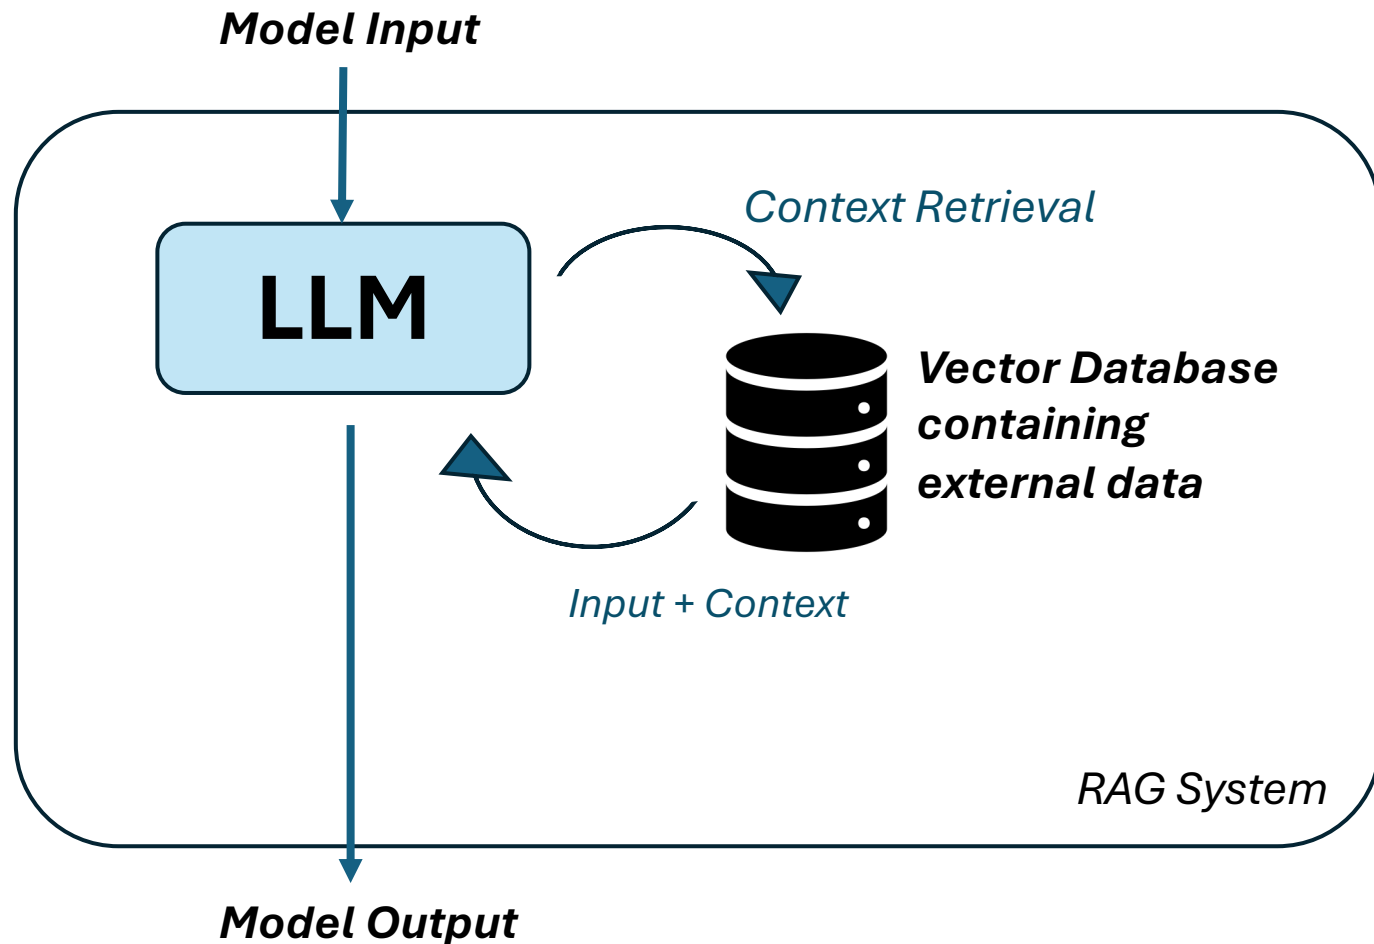 Model Input
Context Retrieval
LLM
Vector Database
containing
external data
Input + Context
RAG System
Model Output